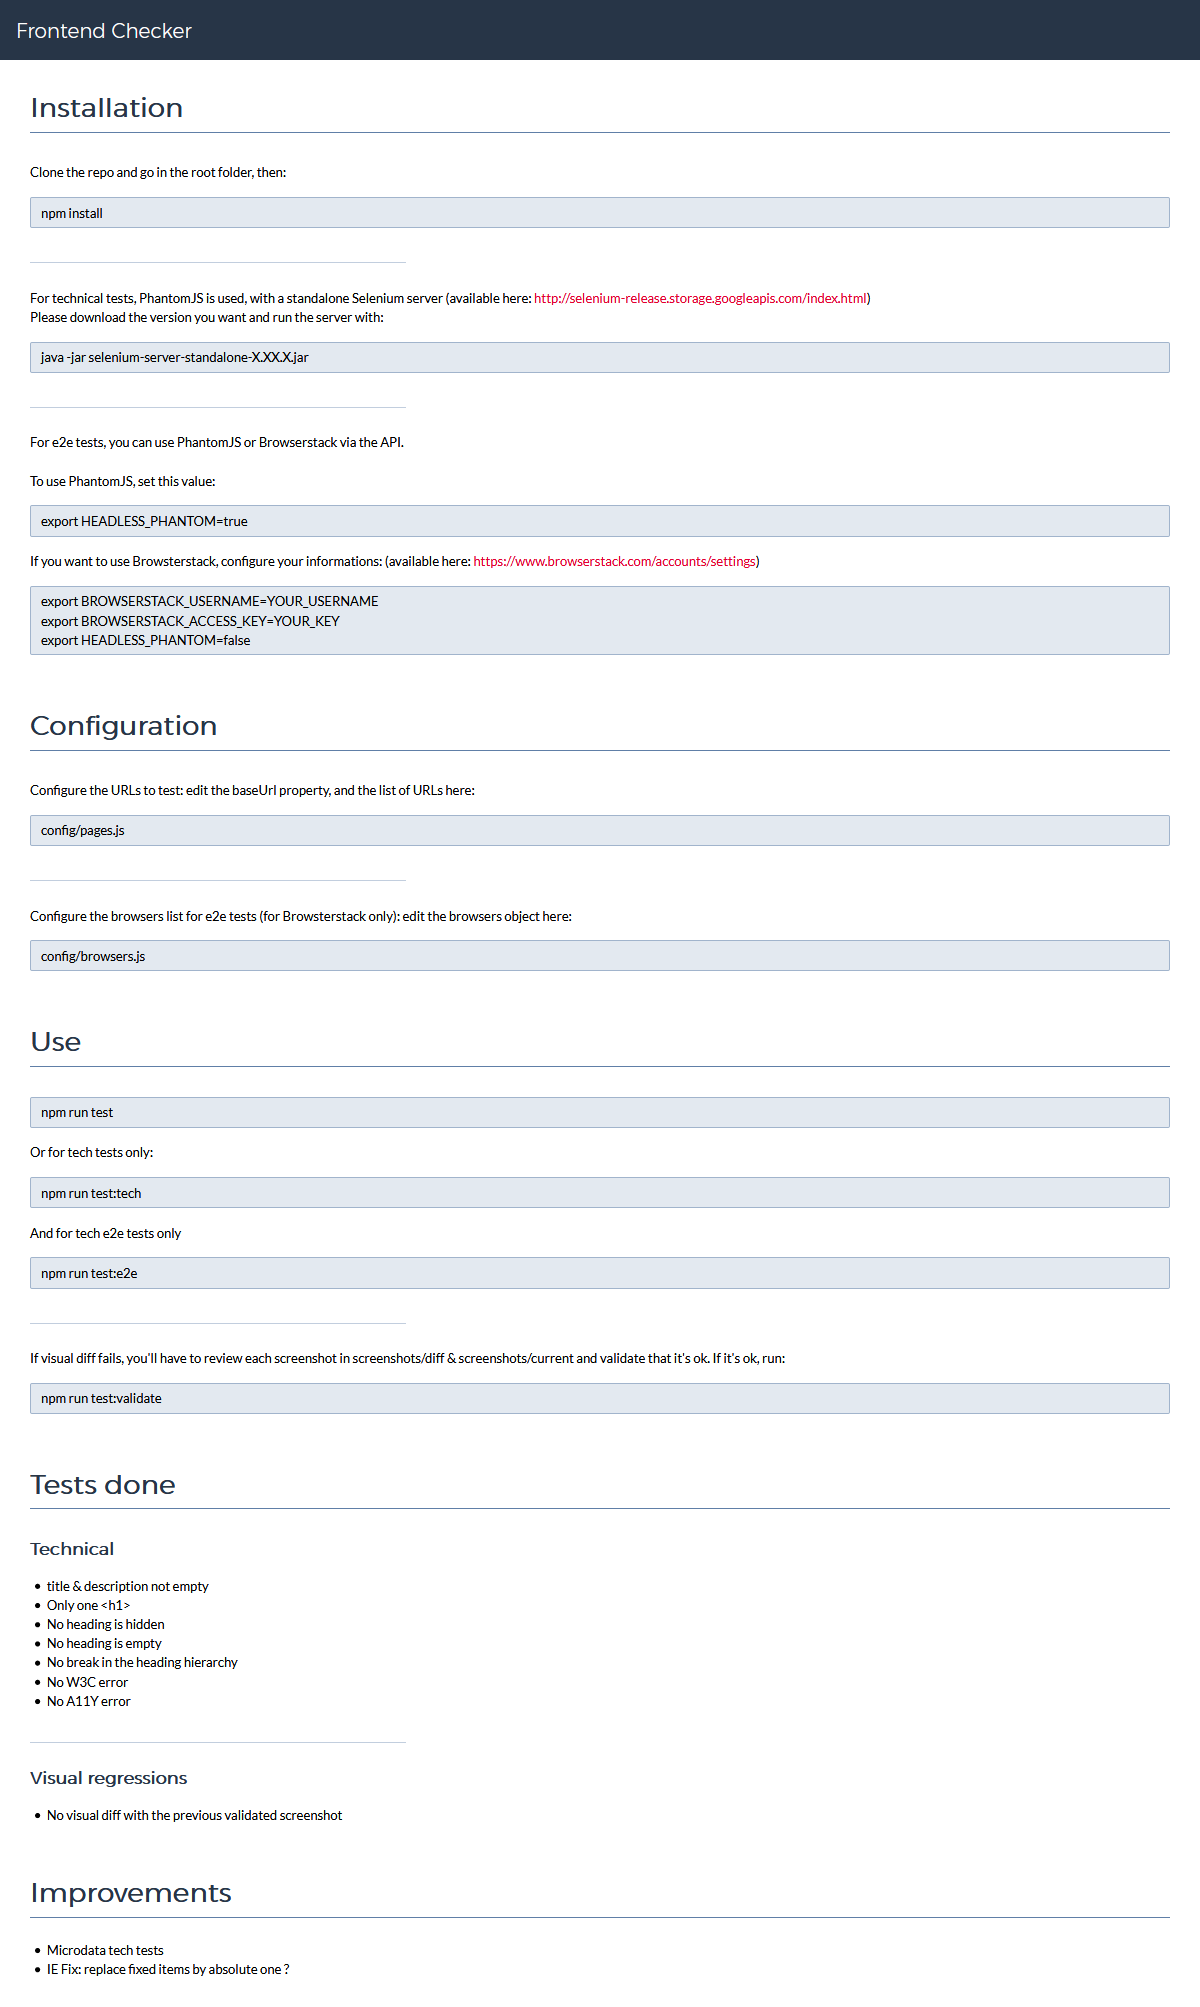 Frontend Checker
Installation
Clone the repo and go in the root folder, then:
npm install
For technical tests, PhantomJS is used, with a standalone Selenium server (available here: http://selenium-release.storage.googleapis.com/index.html)
Please download the version you want and run the server with:
java -jar selenium-server-standalone-X.XX.X.jar
For e2e tests, you can use PhantomJS or Browserstack via the API.
To use PhantomJS, set this value:
export HEADLESS_PHANTOM=true
If you want to use Browsterstack, configure your informations: (available here: https://www.browserstack.com/accounts/settings)
export BROWSERSTACK_USERNAME=YOUR_USERNAME
export BROWSERSTACK_ACCESS_KEY=YOUR_KEY
export HEADLESS_PHANTOM=false
Configuration
Configure the URLs to test: edit the baseUrl property, and the list of URLs here:
config/pages.js
Configure the browsers list for e2e tests (for Browsterstack only): edit the browsers object here:
config/browsers.js
Use
npm run test
Or for tech tests only:
npm run test:tech
And for tech e2e tests only
npm run test:e2e
If visual diff fails, you'll have to review each screenshot in screenshots/diff & screenshots/current and validate that it's ok. If it's ok, run:
npm run test:validate
Tests done
Technical
• title & description not empty
• Only one <h1>
• No heading is hidden
• No heading is empty
• No break in the heading hierarchy
• No W3C error
• No A11Y error
Visual regressions
• No visual diff with the previous validated screenshot
Improvements
• Microdata tech tests
• IE Fix: replace fixed items by absolute one ?